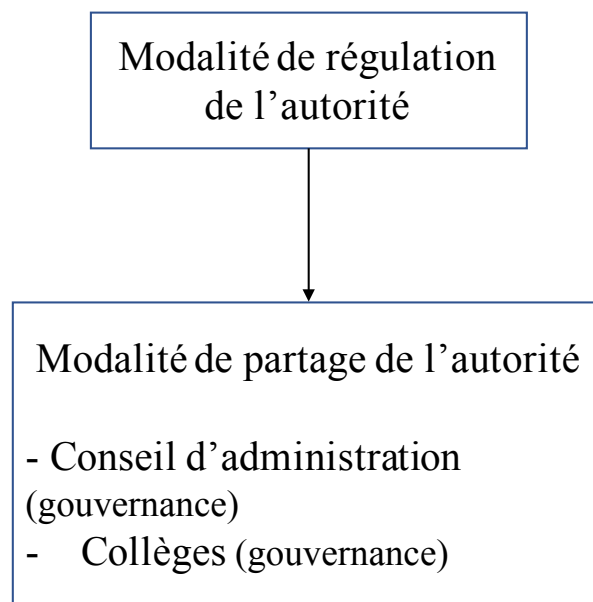 Modalité de régulation
de l’autorité
Modalité de partage de l’autorité
- Conseil d’administration
(gouvernance)
- Collèges (gouvernance)